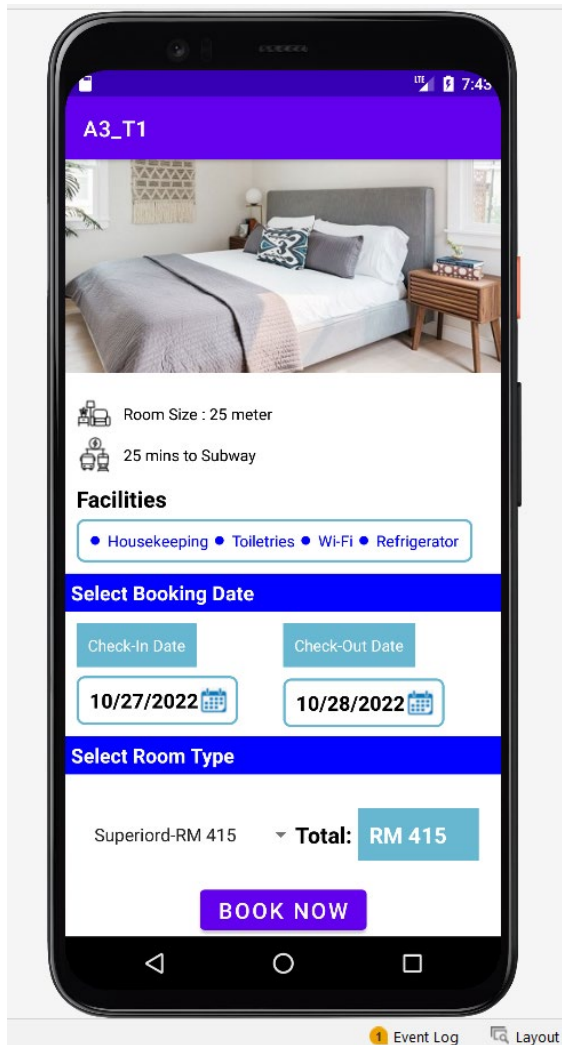 LTE 7:43
A3_T1
Room Size : 25 meter
25 mins to Subway
Facilities
● Housekeeping ● Toiletries ● Wi-Fi ● Refrigerator
Select Booking Date
Check-In Date Check-Out Date
10/27/2022 10/28/2022
Select Room Type
Superiord-RM 415 Total: RM 415
BOOK NOW
1 Event Log Layout